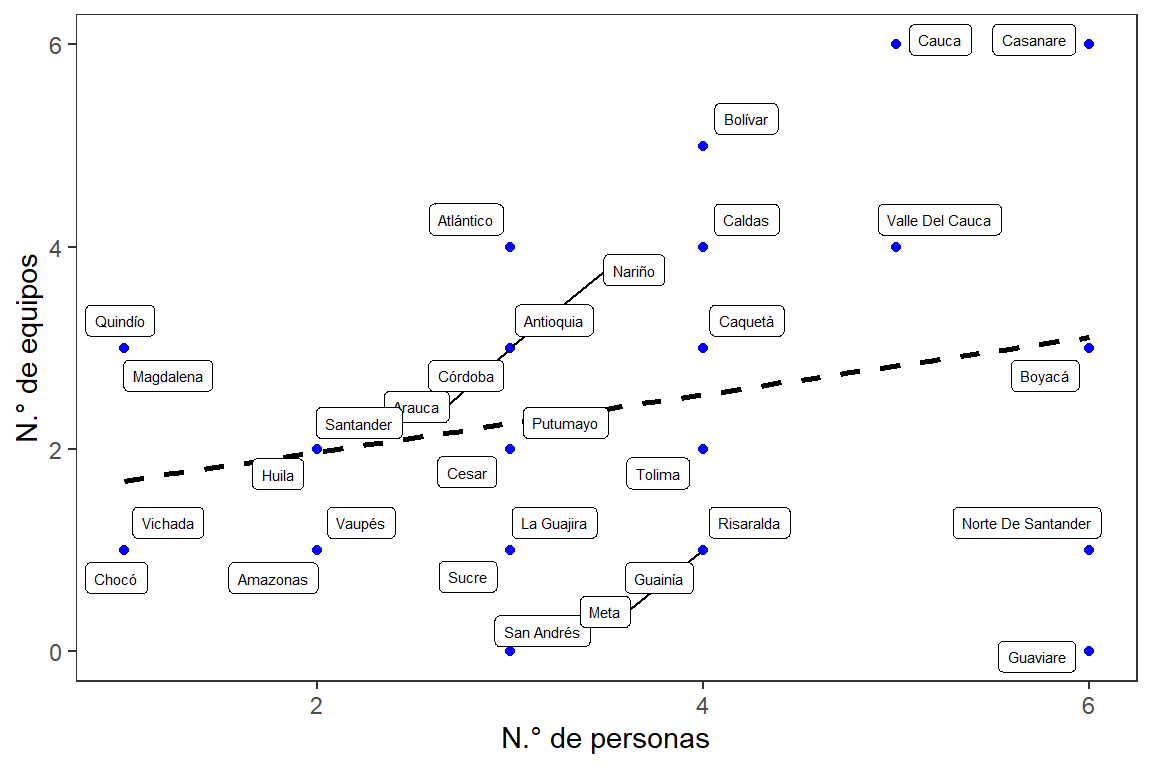 6
Cauca
Casanare
Bolívar
Atlántico
Caldas
Valle Del Cauca
4
Nariño
Quindío
Antioquia
Caquetá
Magdalena
Córdoba
Boyacá
Arauca
Santander
Putumayo
2
Huila
Cesar
Tolima
Vichada
Vaupés
La Guajira
Risaralda
Norte De Santander
Chocó
Amazonas
Sucre
Guainía
Meta
San Andrés
0
Guaviare
2
4
6
N.° de personas
N.° de equipos